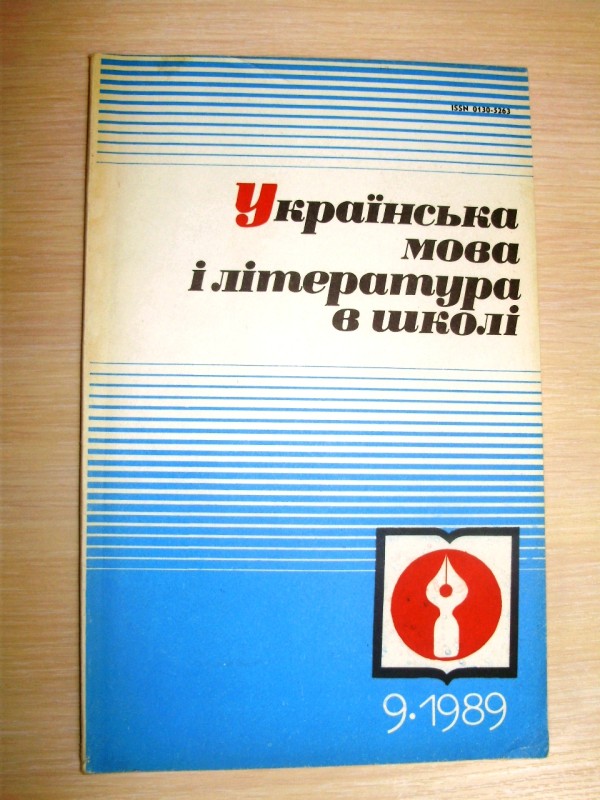 ISSN 0130-5263
Українська
мова
і література
в школі
9·1989